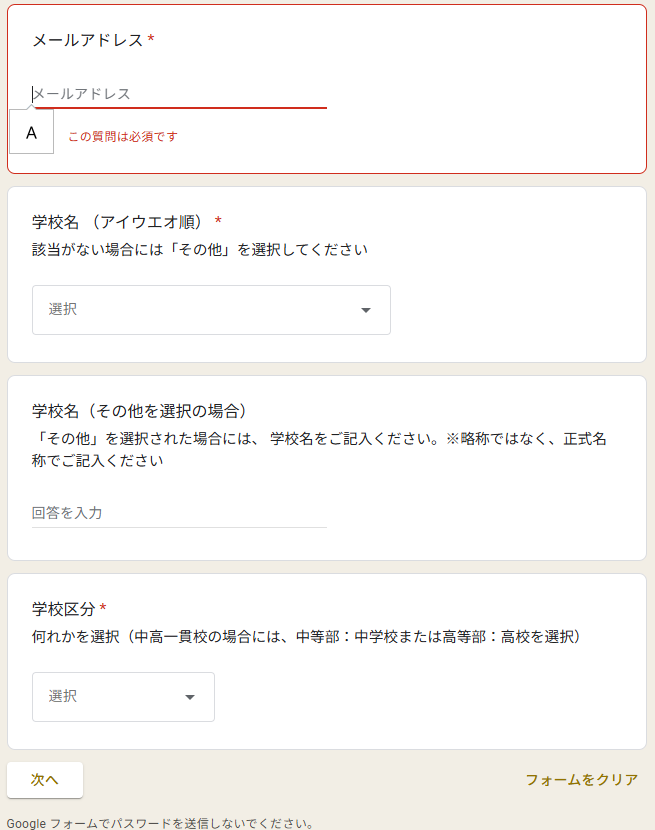 メールアドレス *
メールアドレス
A
この質問は必須です
学校名 （アイウエオ順） *
該当がない場合には「その他」を選択してください
選択
学校名（その他を選択の場合）
「その他」を選択された場合には、 学校名をご記入ください。※略称ではなく、正式名
称でご記入ください
回答を入力
学校区分 *
何れかを選択（中高一貫校の場合には、中等部：中学校または高等部：高校を選択）
選択
次へ
フォームをクリア
Google フォームでパスワードを送信しないでください。